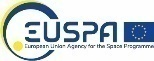 EUSPA
European Union Agency for the Space Programme